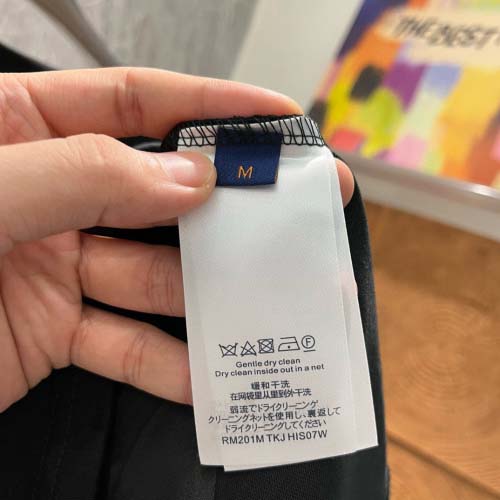 THE BEST
M
Gentle dry clean
Dry clean inside out in a net
缓和干洗
在网袋里从里到外干洗
弱流でドライクリーニング
クリーニングネットを使用し、裏返して
ドライクリーニングしてください
RM201M TKJ HIS07W